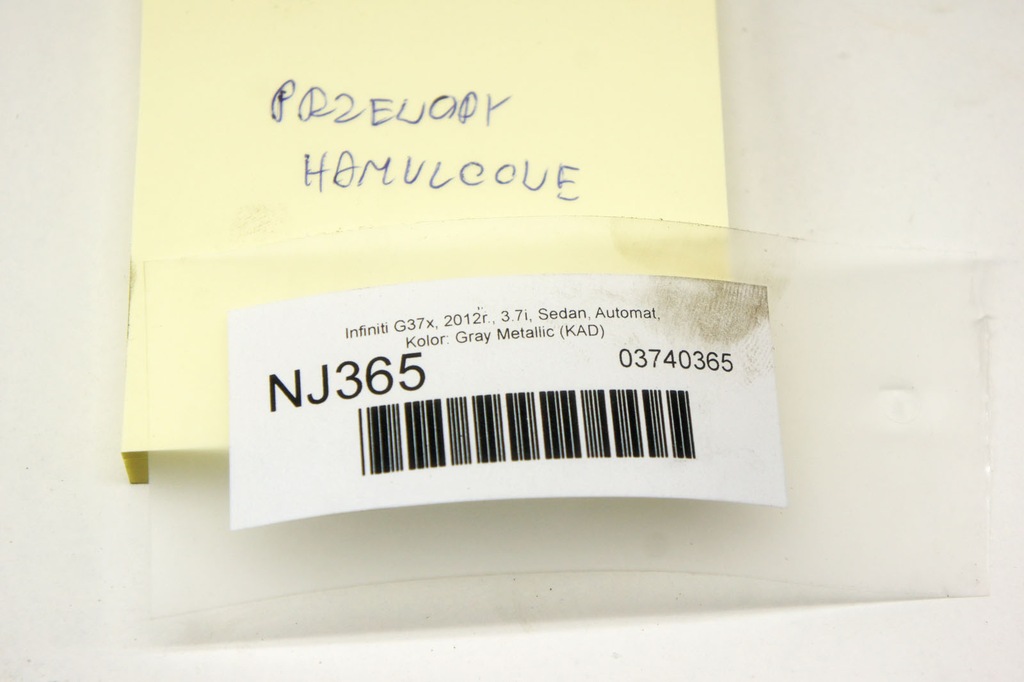 PRZEWODY
HAMULCOWE
Infiniti G37x, 2012r., 3.7i, Sedan, Automat,
Kolor: Gray Metallic (KAD)
NJ365
03740365